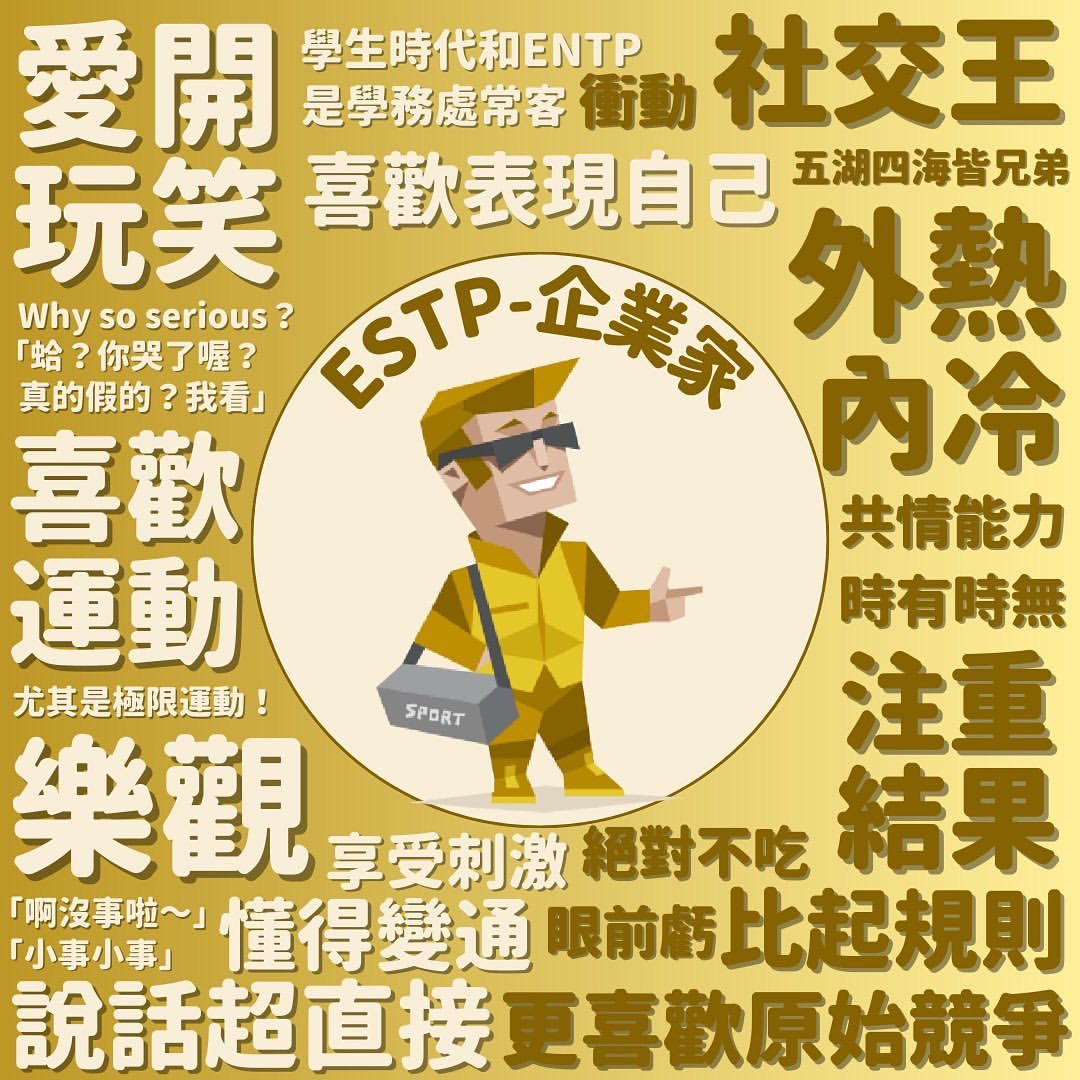 愛開
玩笑
學生時代和ENTP
是學務處常客
衝動
社交王
喜歡表現自己
五湖四海皆兄弟
Why so serious？
「蛤？你哭了喔？
真的假的？我看」
ESTP-企業家
外熱
內冷
喜歡
運動
共情能力
時有時無
尤其是極限運動！
SPORT
注重
結果
樂觀
享受刺激
絕對不吃
眼前虧
「啊沒事啦～」
「小事小事」
懂得變通
比起規則
說話超直接
更喜歡原始競爭